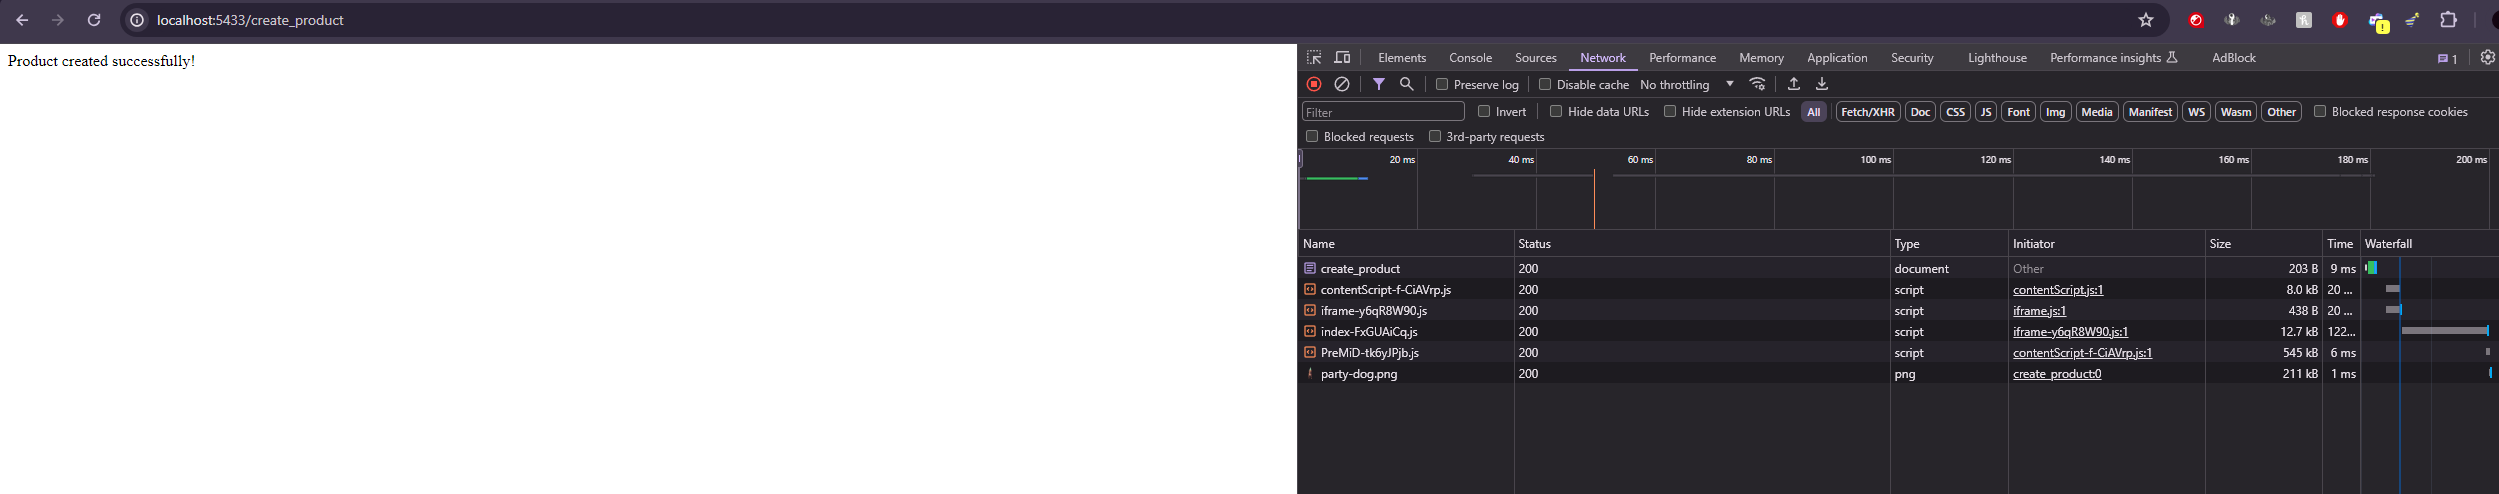 localhost:5433/create_product
Product created successfully!
Elements Console Sources Network Performance Memory Application Security Lighthouse Performance insights AdBlock 1
Preserve log Disable cache No throttling
Filter Invert Hide data URLs Hide extension URLs All Fetch/XHR Doc CSS JS Font Img Media Manifest WS Wasm Other Blocked response cookies
Blocked requests 3rd-party requests
20 ms 40 ms 60 ms 80 ms 100 ms 120 ms 140 ms 160 ms 180 ms 200 ms
Name Status Type Initiator Size Time Waterfall
create_product 200 document Other 203 B 9 ms
contentScript-f-CiAVrp.js 200 script contentScript.js:1 8.0 kB 20 ...
iframe-y6qR8W90.js 200 script iframe.js:1 438 B 20 ...
index-FxGUAiCq.js 200 script iframe-y6qR8W90.js:1 12.7 kB 122...
PreMiD-tk6yJPjb.js 200 script contentScript-f-CiAVrp.js:1 545 kB 6 ms
party-dog.png 200 png create_product:0 211 kB 1 ms